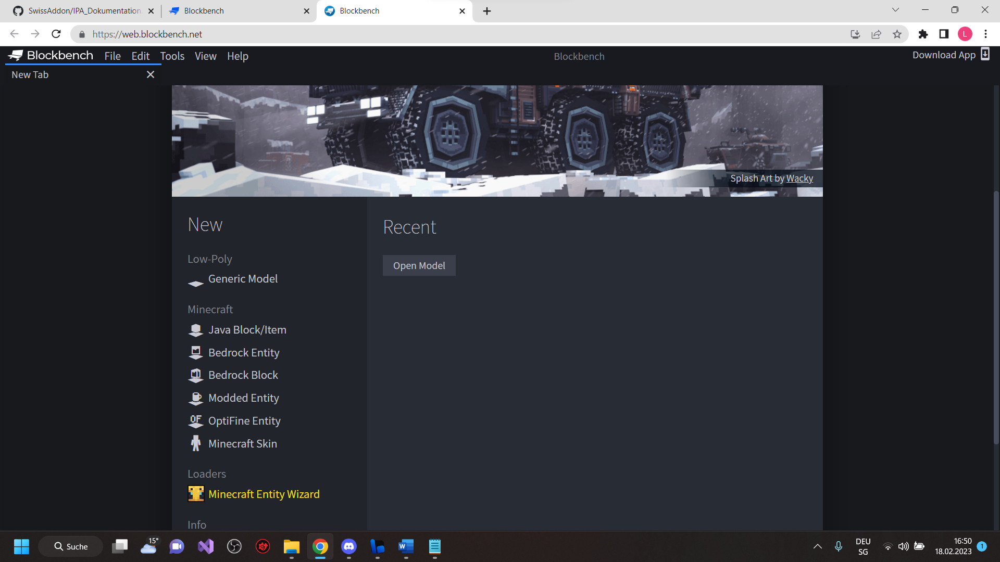 SwissAddon/IPA_Dokumentation
Blockbench
Blockbench
https://web.blockbench.net
L
Blockbench File Edit Tools View Help
Blockbench
Download App
New Tab
Splash Art by Wacky
New
Low-Poly
Generic Model
Minecraft
Java Block/Item
Bedrock Entity
Bedrock Block
Modded Entity
OF OptiFine Entity
Minecraft Skin
Loaders
Minecraft Entity Wizard
Info
Recent
Open Model
Suche
15°
W
DEU
SG
16:50
18.02.2023
1